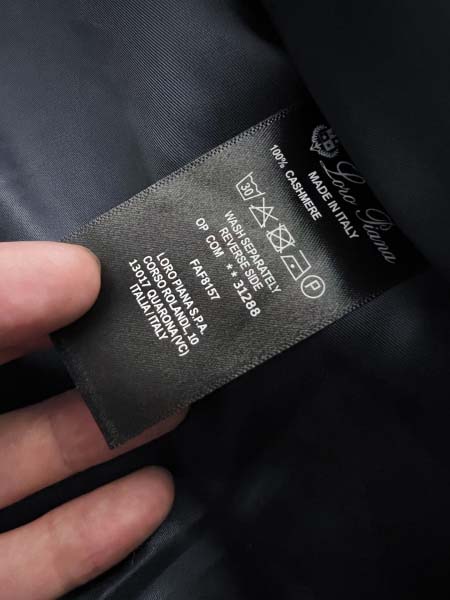 Loro Piana
MADE IN ITALY
100% CASHMERE
30
P
WASH SEPARATELY
REVERSE SIDE
OP COM ** 31288
FAF8157
LORO PIANA S.P.A.
CORSO ROLANDI, 10
13017 QUARONA (VC)
ITALIA/ITALY